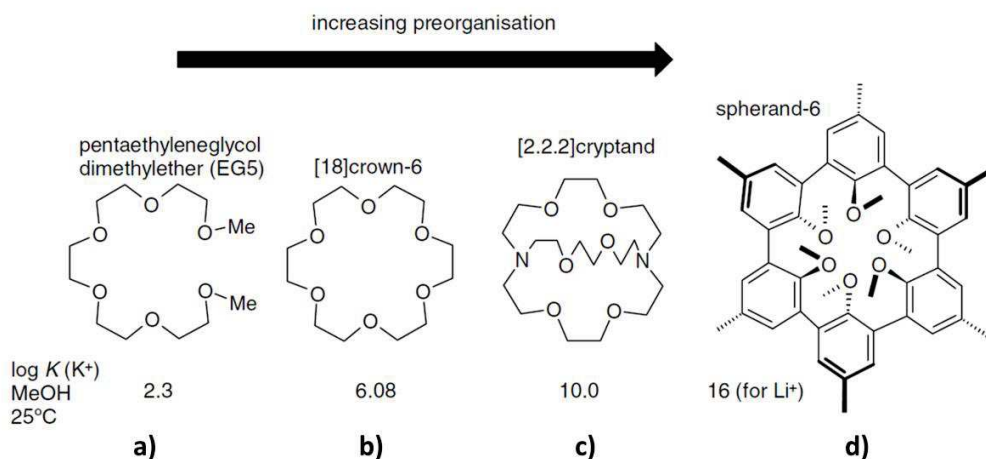 increasing preorganisation
spherand-6
pentaethyleneglycol
dimethylether (EG5)
[18]crown-6
[2.2.2]cryptand
O O O O O
O O Me O O O O O
N O N O O
O
O O Me O O
O O O O
log K (K⁺)
MeOH
25°C
2.3
6.08
10.0
16 (for Li⁺)
a) b) c) d)